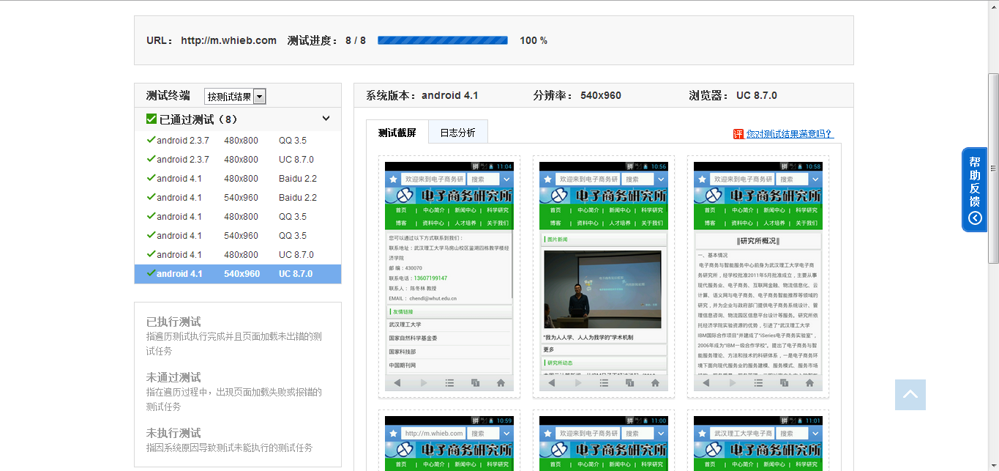 URL： http://m.whieb.com 测试进度： 8 / 8 100 %
测试终端 按测试结果
已通过测试（8）
android 2.3.7 480x800 QQ 3.5
android 2.3.7 480x800 UC 8.7.0
android 4.1 480x800 Baidu 2.2
android 4.1 540x960 Baidu 2.2
android 4.1 480x800 QQ 3.5
android 4.1 540x960 QQ 3.5
android 4.1 480x800 UC 8.7.0
android 4.1 540x960 UC 8.7.0
已执行测试
指遍历测试执行完成并且页面加载未出错的测
试任务
未通过测试
指在遍历过程中，出现页面加载失败或报错的
测试任务
未执行测试
指因系统原因导致测试未能执行的测试任务
系统版本： android 4.1 分辨率： 540x960 浏览器： UC 8.7.0
测试截屏 日志分析
评 您对测试结果满意吗？
拼 11:04
欢迎来到电子商务研 搜索
电子商务研究所
首页 | 中心简介 | 新闻中心 | 科学研究
博客 | 资料中心 | 人才培养 | 关于我们
您可以通过以下方式联系到我们：
联系地址：武汉理工大学马房山校区鉴湖四栋教学楼经
济学院
邮 编：430070
联系电话：13607199147
联系人： 陈冬林 教授
EMAIL： chendl@whut.edu.cn
友情链接
武汉理工大学
国家自然科学基金委
国家科技部
中国期刊网
拼 10:56
欢迎来到电子商务研 搜索
电子商务研究所
首页 | 中心简介 | 新闻中心 | 科学研究
博客 | 资料中心 | 人才培养 | 关于我们
图片新闻
“我为人人学、人人为我学的”学术机制
更多
研究所动态
拼 10:58
欢迎来到电子商务研 搜索
电子商务研究所
首页 | 中心简介 | 新闻中心 | 科学研究
博客 | 资料中心 | 人才培养 | 关于我们
‖研究所概况‖
一、基本情况
电子商务与智能服务中心前身为武汉理工大学电子商
务研究所，经学校批准2011年5月批准成立，主要从事
现代服务业、电子商务、互联网金融、物流信息化、云
计算、语义网与电子商务、电子商务智能推荐等领域的
研究，并为企业与政府部门提供电子商务系统设计、管
理信息咨询、物流园区信息平台设计等服务。研究所依
托经济学院实验资源的优势，引进了“武汉理工大学
IBM国际合作项目”并建成了“iSeries电子商务实验室”，
2006年成为“IBM一级合作学校”。提出了电子商务与智
能服务理论、方法和技术的科研体系，一是电子商务环
境下面向现代服务业的服务建模、服务模式、服务市场
拼 10:59
http://m.whieb.com 搜索
电子商务研究所
首页 | 中心简介 | 新闻中心 | 科学研究
拼 11:00
欢迎来到电子商务研 搜索
电子商务研究所
首页 | 中心简介 | 新闻中心 | 科学研究
拼 11:01
武汉理工大学电子商 搜索
电子商务研究所
首页 | 中心简介 | 新闻中心 | 科学研究
帮
助
反
馈